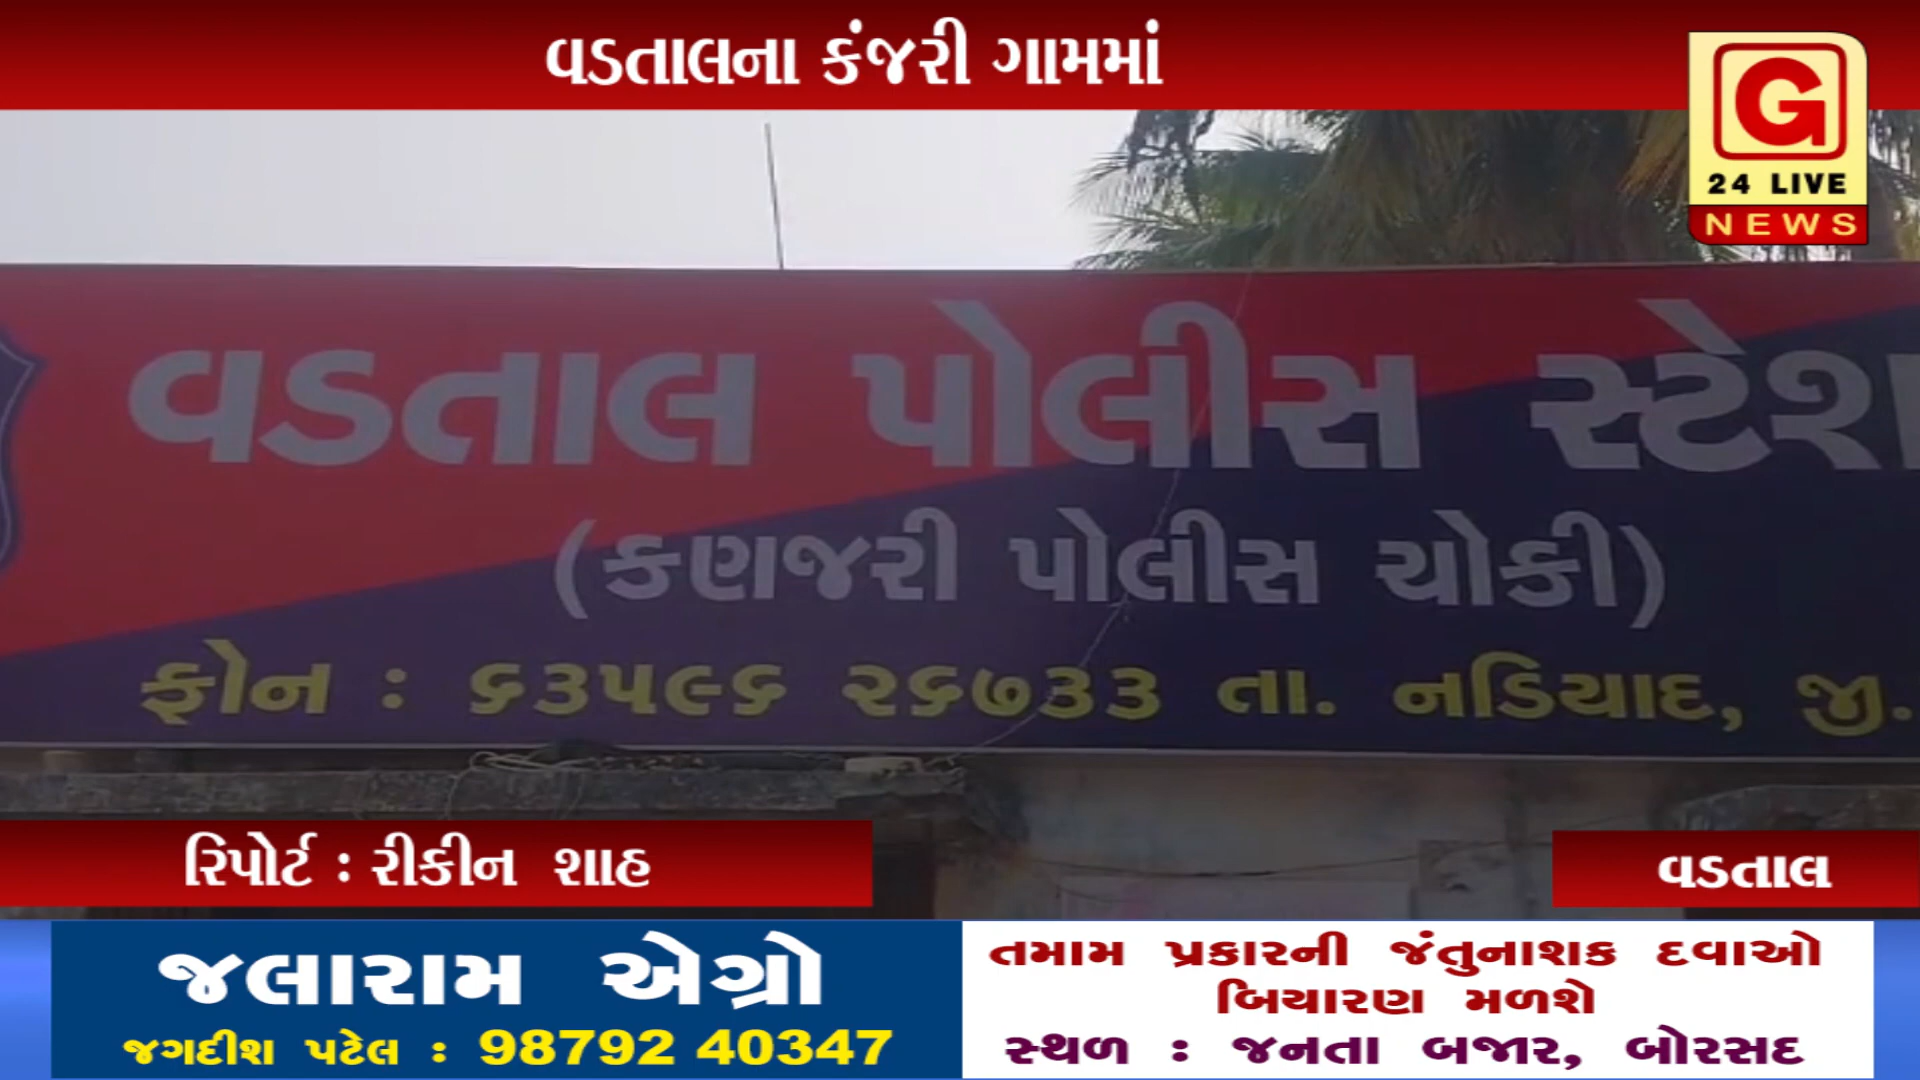 વડતાલના કંજરી ગામમાં
G
24 LIVE
NEWS
વડતાલ પોલીસ
(કણજરી પોલીસ ચોકી)
ફોન : ૬૩૫૯૬ ૨૬૭૩૩ તા. નડિયાદ, જી.
રિપોર્ટ : રીકીન શાહ
વડતાલ
જલારામ એગ્રો
જગદીશ પટેલ : 98792 40347
તમામ પ્રકારની જંતુનાશક દવાઓ
બિયારણ મળશે
સ્થળ : જનતા બજાર, બોરસદ